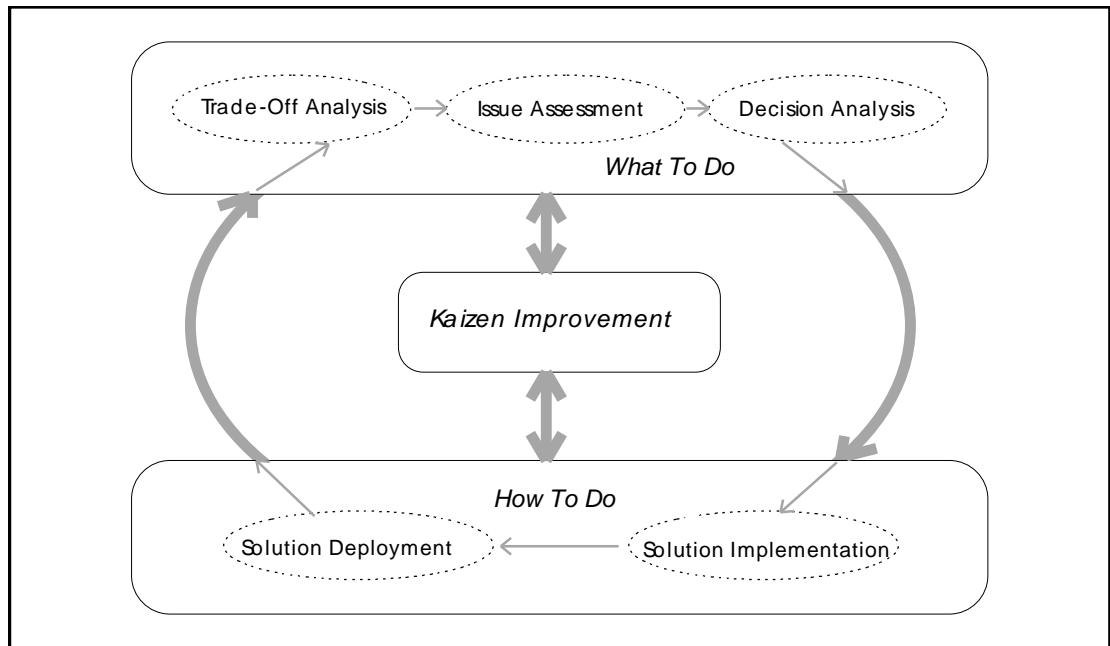 Trade-Off Analysis
Issue Assessment
Decision Analysis
What To Do
Kaizen Improvement
How To Do
Solution Deployment
Solution Implementation